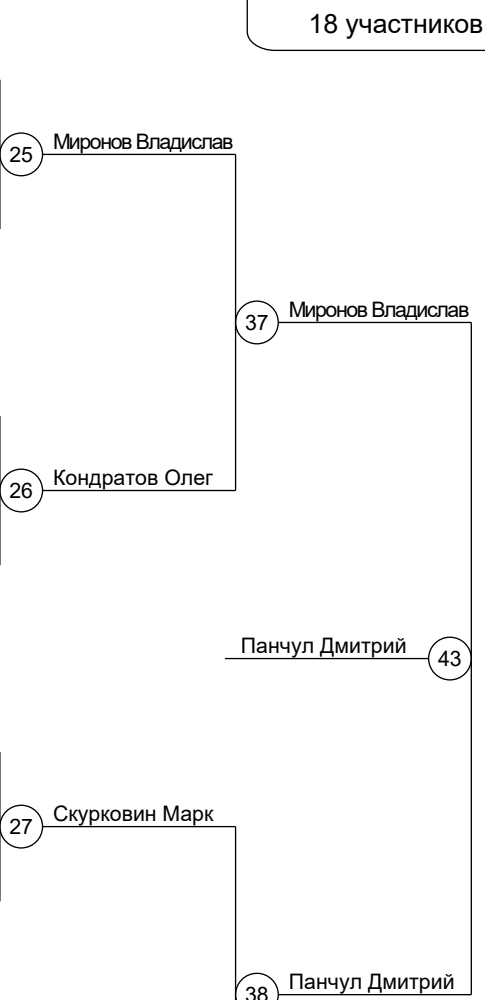 18 участников
25
Миронов Владислав
37
Миронов Владислав
26
Кондратов Олег
Панчул Дмитрий
43
27
Скурковин Марк
38
Панчул Дмитрий